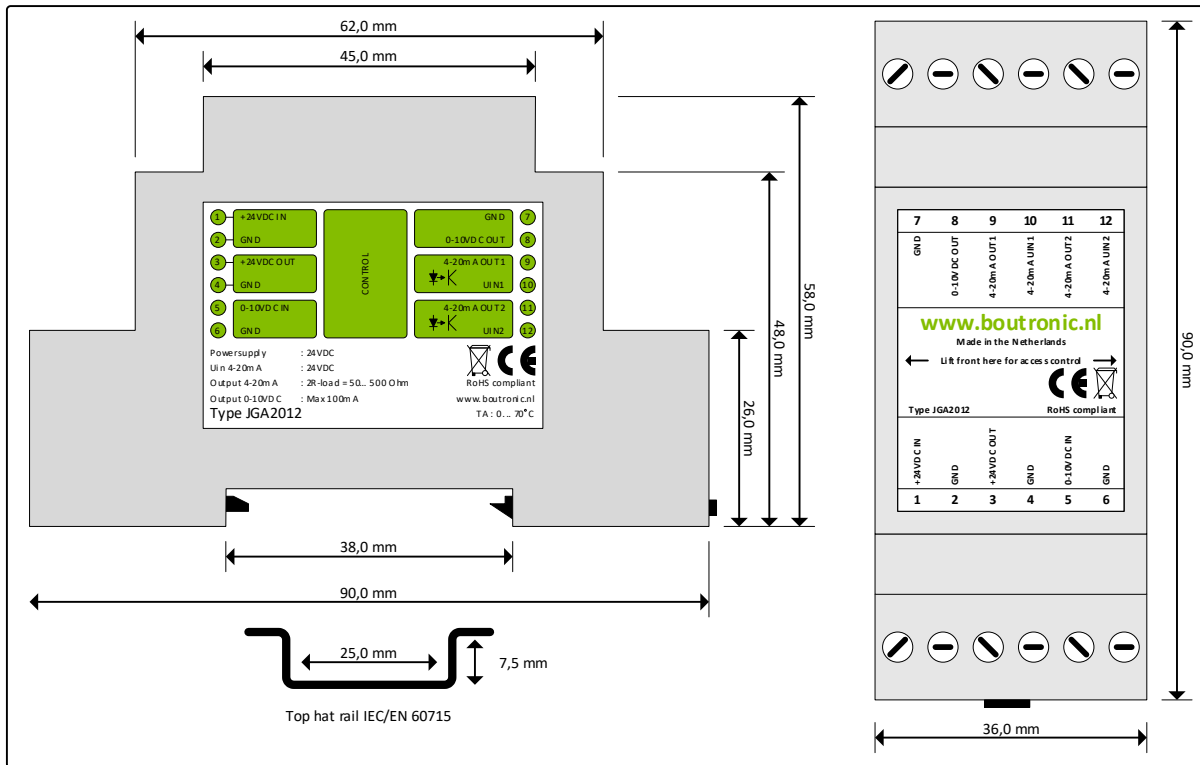 62,0 mm
45,0 mm
58,0 mm
48,0 mm
26,0 mm
1 +24VDC IN
2 GND
3 +24VDC OUT
4 GND
5 0-10VDC IN
6 GND
CONTROL
GND 7
0-10VDC OUT 8
4-20mA OUT1 9
UIN1 10
4-20mA OUT2 11
UIN2 12
Powersupply : 24VDC
Uin 4-20mA : 24VDC
Output 4-20mA : 2R-load = 50... 500 Ohm
Output 0-10VDC : Max 100mA
Type JGA2012
CE
RoHS compliant
www.boutronic.nl
TA : 0 ... 70°C
38,0 mm
90,0 mm
25,0 mm
7,5 mm
Top hat rail IEC/EN 60715
7 8 9 10 11 12
GND
0-10VDC OUT
4-20mA OUT1
4-20mA UIN1
4-20mA OUT2
4-20mA UIN2
www.boutronic.nl
Made in the Netherlands
Lift front here for access control
CE
Type JGA2012
RoHS compliant
+24VDC IN
GND
+24VDC OUT
GND
0-10VDC IN
GND
1 2 3 4 5 6
90,0 mm
36,0 mm